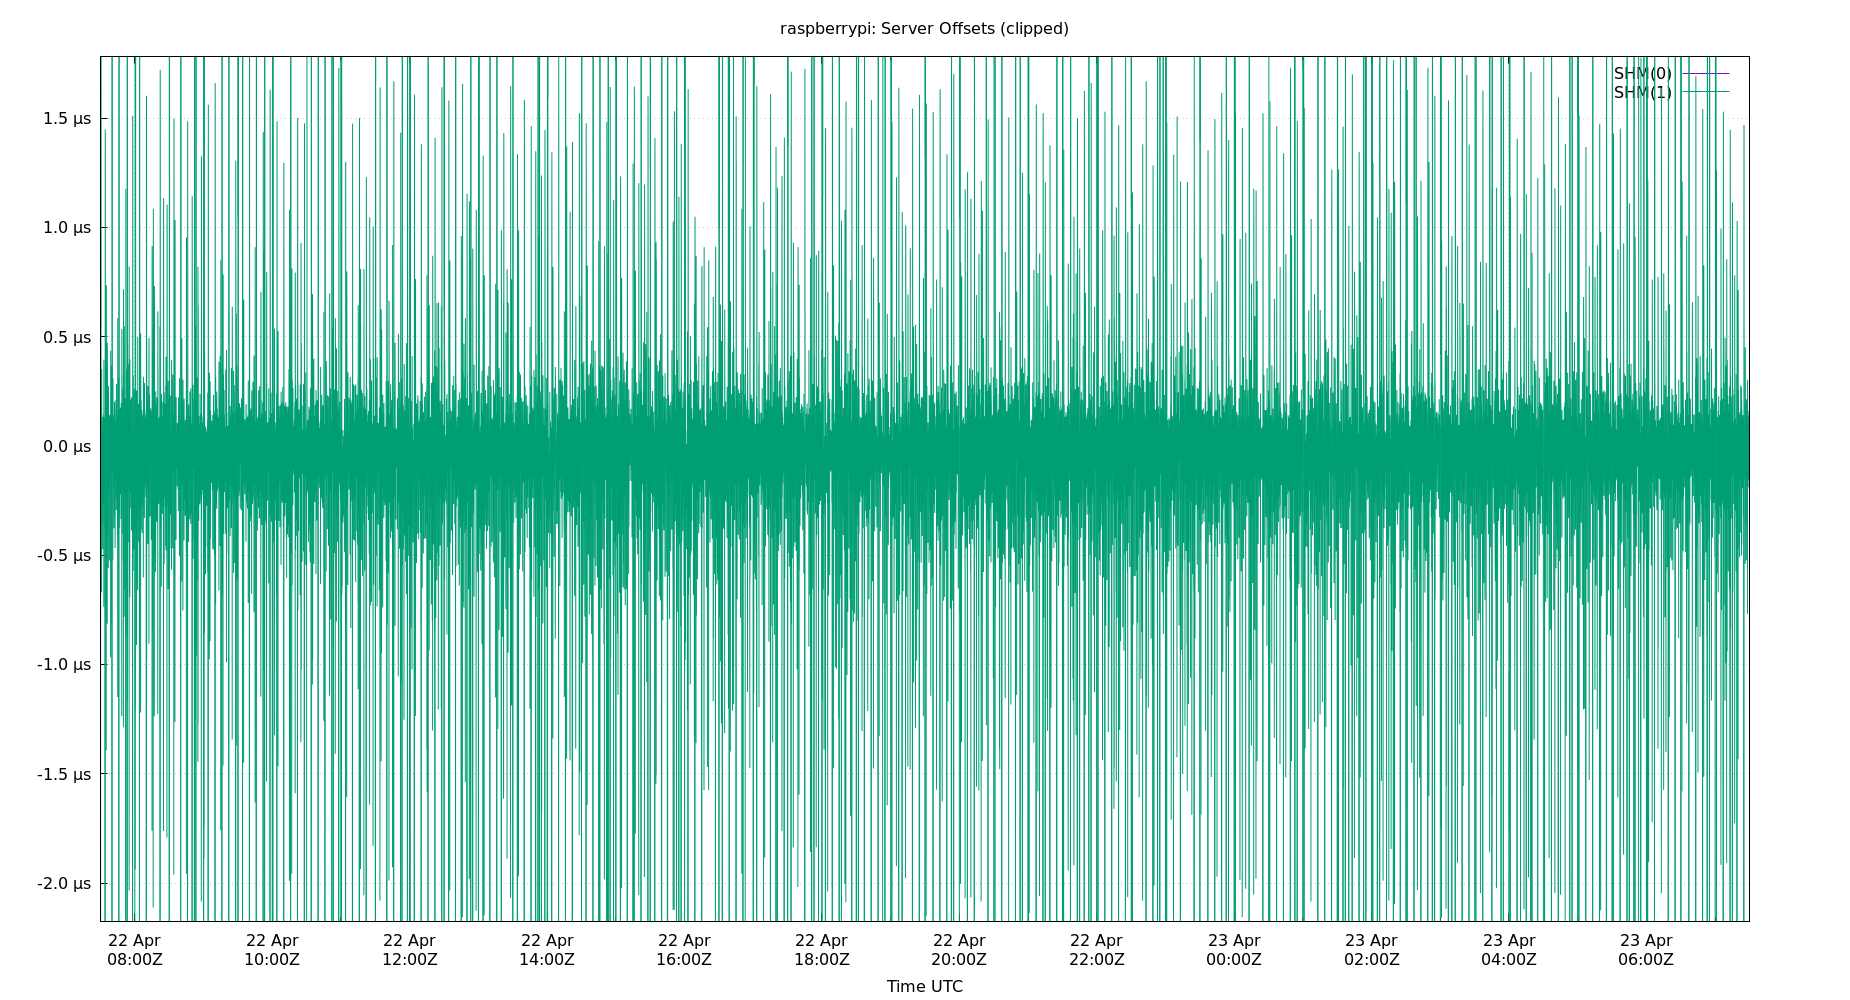 raspberrypi: Server Offsets (clipped)
SHM(0)
SHM(1)
1.5 µs
1.0 µs
0.5 µs
0.0 µs
-0.5 µs
-1.0 µs
-1.5 µs
-2.0 µs
22 Apr 22 Apr 22 Apr 22 Apr 22 Apr 22 Apr 22 Apr 22 Apr 23 Apr 23 Apr 23 Apr 23 Apr
08:00Z 10:00Z 12:00Z 14:00Z 16:00Z 18:00Z 20:00Z 22:00Z 00:00Z 02:00Z 04:00Z 06:00Z
Time UTC